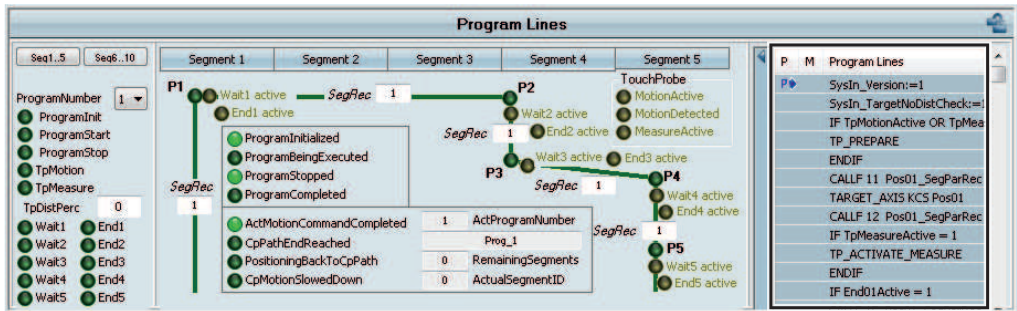 Program Lines
Seq1..5 Seq6..10
ProgramNumber 1
ProgramInit
ProgramStart
ProgramStop
TpMotion
TpMeasure
TpDistPerc 0
Wait1 End1
Wait2 End2
Wait3 End3
Wait4 End4
Wait5 End5
Segment 1 Segment 2 Segment 3 Segment 4 Segment 5
P1
Wait1 active
End1 active
SegRec 1
P2
Wait2 active
End2 active
SegRec 1
TouchProbe
MotionActive
MotionDetected
MeasureActive
ProgramInitialized
ProgramBeingExecuted
ProgramStopped
ProgramCompleted
P3
Wait3 active End3 active
SegRec 1
P4
Wait4 active
End4 active
SegRec
1
SegRec
1
P5
Wait5 active
End5 active
ActMotionCommandCompleted
CpPathEndReached
PositioningBackToCpPath
CpMotionSlowedDown
1 ActProgramNumber
Prog_1
0 RemainingSegments
0 ActualSegmentID
P M Program Lines
SysIn_Version:=1
SysIn_TargetNoDistCheck:=1
IF TpMotionActive OR TpMea
TP_PREPARE
ENDIF
CALLF 11 Pos01_SegParRec
TARGET_AXIS KCS Pos01
CALLF 12 Pos01_SegParRec
IF TpMeasureActive = 1
TP_ACTIVATE_MEASURE
ENDIF
IF End01Active = 1